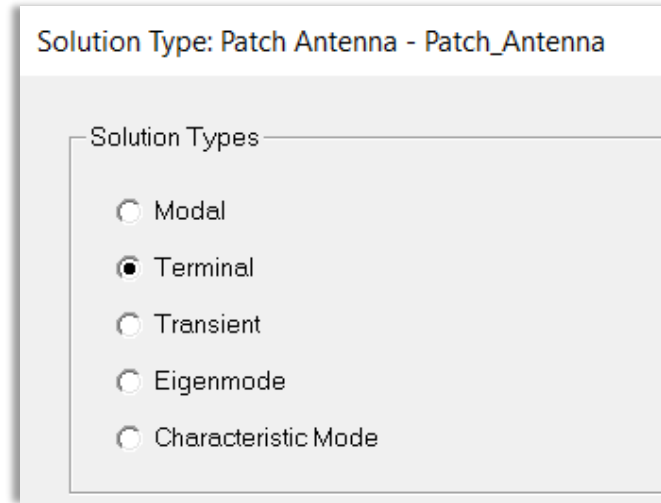 Solution Type: Patch Antenna - Patch_Antenna
Solution Types
Modal
Terminal
Transient
Eigenmode
Characteristic Mode